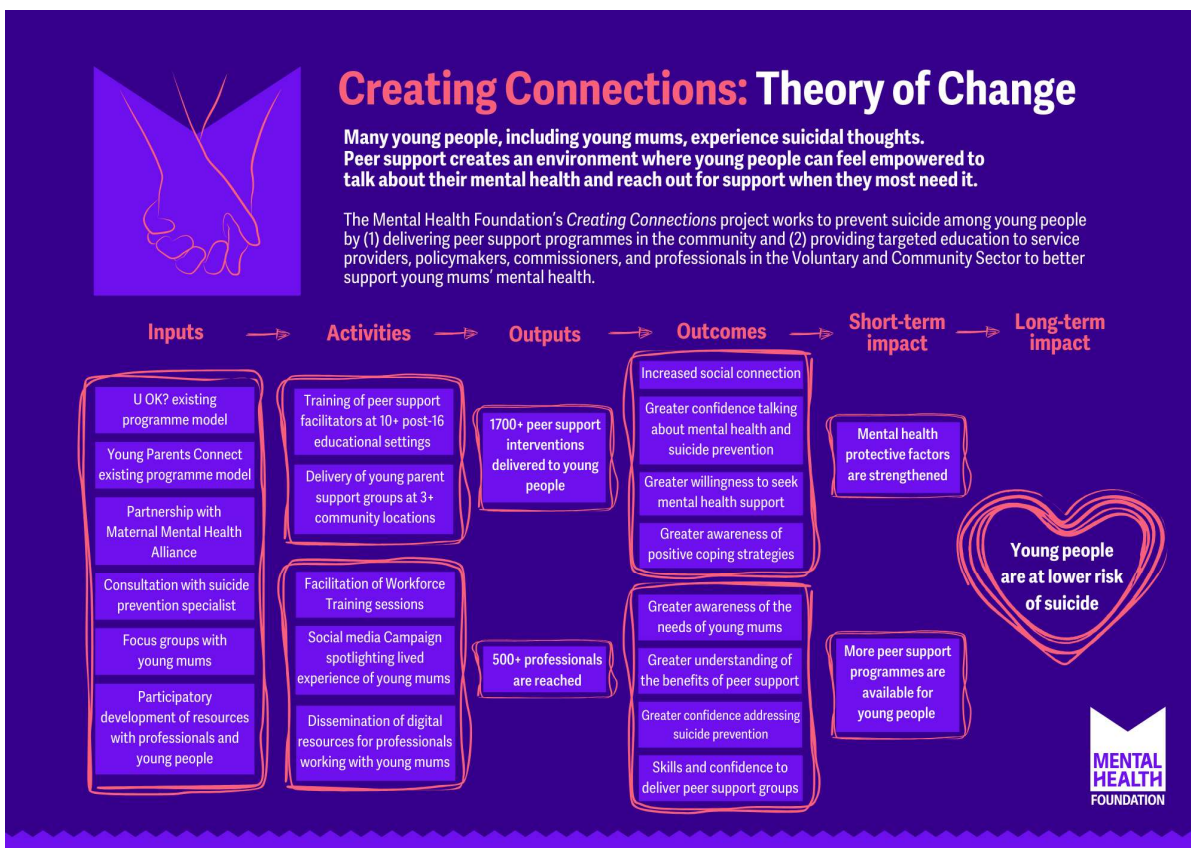 Creating Connections: Theory of Change
Many young people, including young mums, experience suicidal thoughts.
Peer support creates an environment where young people can feel empowered to
talk about their mental health and reach out for support when they most need it.
The Mental Health Foundation's Creating Connections project works to prevent suicide among young people
by (1) delivering peer support programmes in the community and (2) providing targeted education to service
providers, policymakers, commissioners, and professionals in the Voluntary and Community Sector to better
support young mums' mental health.
Inputs
U OK? existing
programme model
Young Parents Connect
existing programme model
Partnership with
Maternal Mental Health
Alliance
Consultation with suicide
prevention specialist
Focus groups with
young mums
Participatory
development of resources
with professionals and
young people
Activities
Training of peer support
facilitators at 10+ post-16
educational settings
Delivery of young parent
support groups at 3+
community locations
Facilitation of Workforce
Training sessions
Social media Campaign
spotlighting lived
experience of young mums
Dissemination of digital
resources for professionals
working with young mums
Outputs
1700+ peer support
interventions
delivered to young
people
500+ professionals
are reached
Outcomes
Increased social connection
Greater confidence talking
about mental health and
suicide prevention
Greater willingness to seek
mental health support
Greater awareness of
positive coping strategies
Greater awareness of the
needs of young mums
Greater understanding of
the benefits of peer support
Greater confidence addressing
suicide prevention
Skills and confidence to
deliver peer support groups
Short-term
impact
Mental health
protective factors
are strengthened
More peer support
programmes are
available for
young people
Long-term
impact
Young people
are at lower risk
of suicide
MENTAL
HEALTH
FOUNDATION